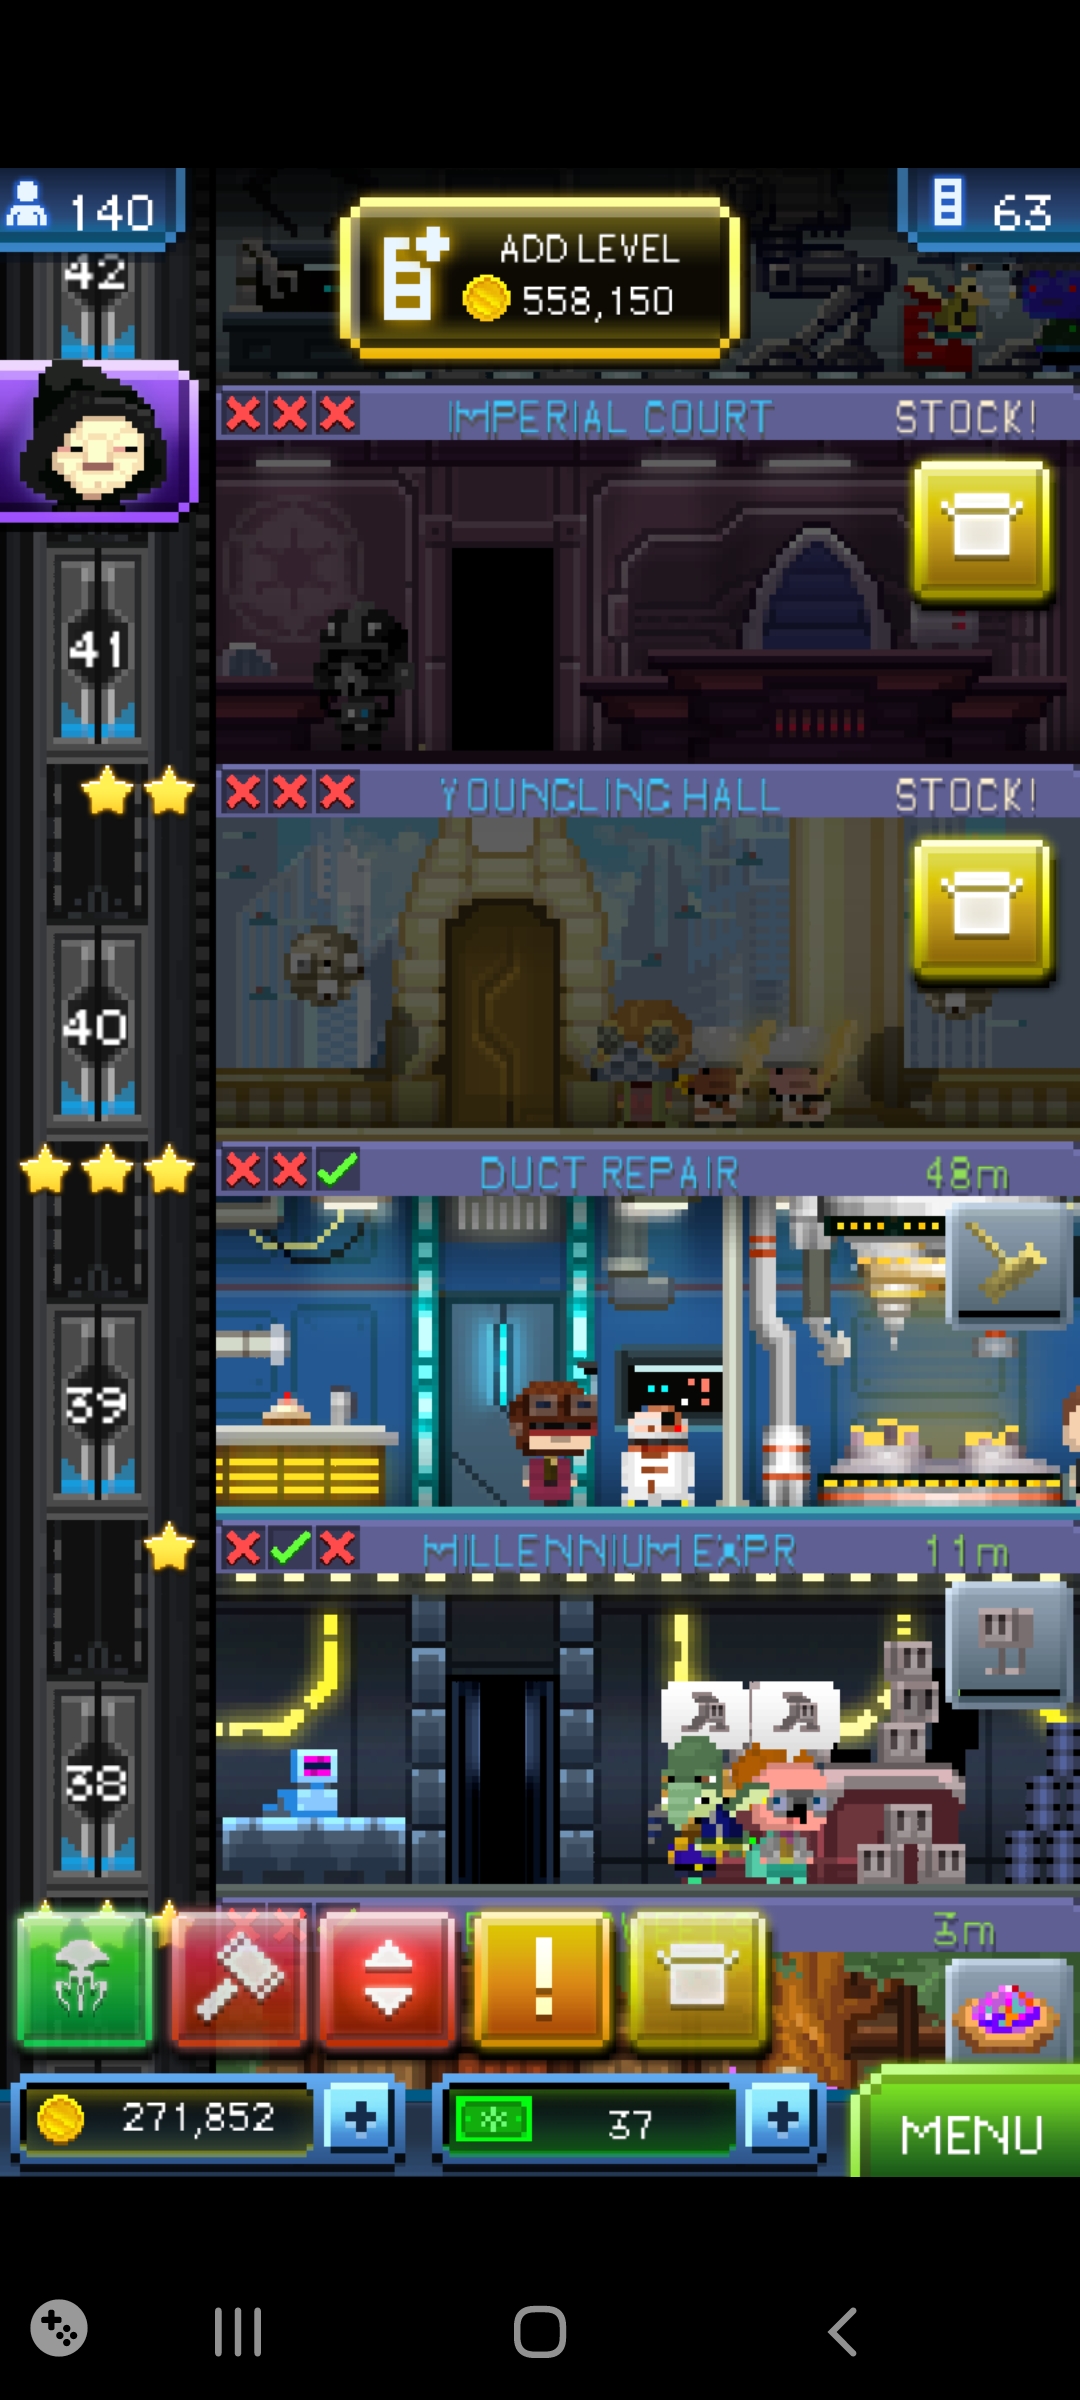 140
ADD LEVEL
558,150
63
42
IMPERIAL COURT
STOCK!
41
YOUNGLING HALL
STOCK!
40
DUCT REPAIR
48m
39
MILLENNIUM EXPR
11m
38
3m
271,852
37
MENU